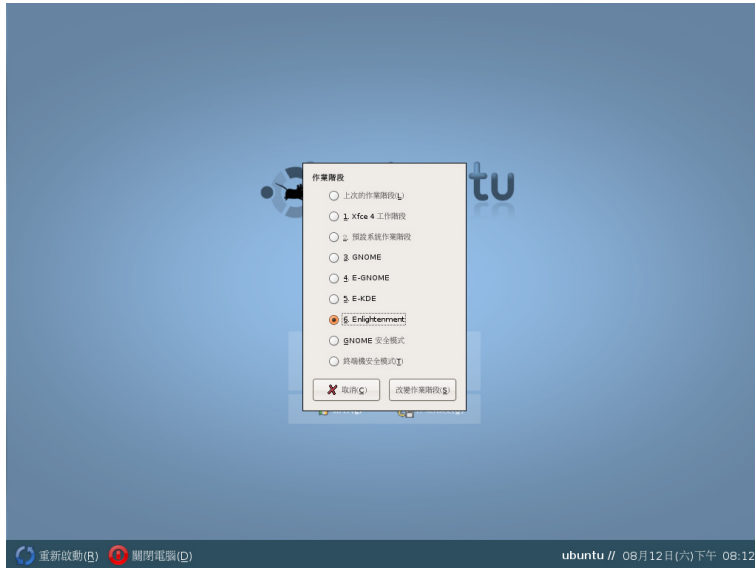 tu
作業階段
上次的作業階段(L)
1. Xfce 4 工作階段
2. 預設系統作業階段
3. GNOME
4. E-GNOME
5. E-KDE
6. Enlightenment
GNOME 安全模式
終端機安全模式(T)
取消(C) 改變作業階段(S)
重新啟動(R) 關閉電腦(D) ubuntu // 08月12日(六)下午 08:12